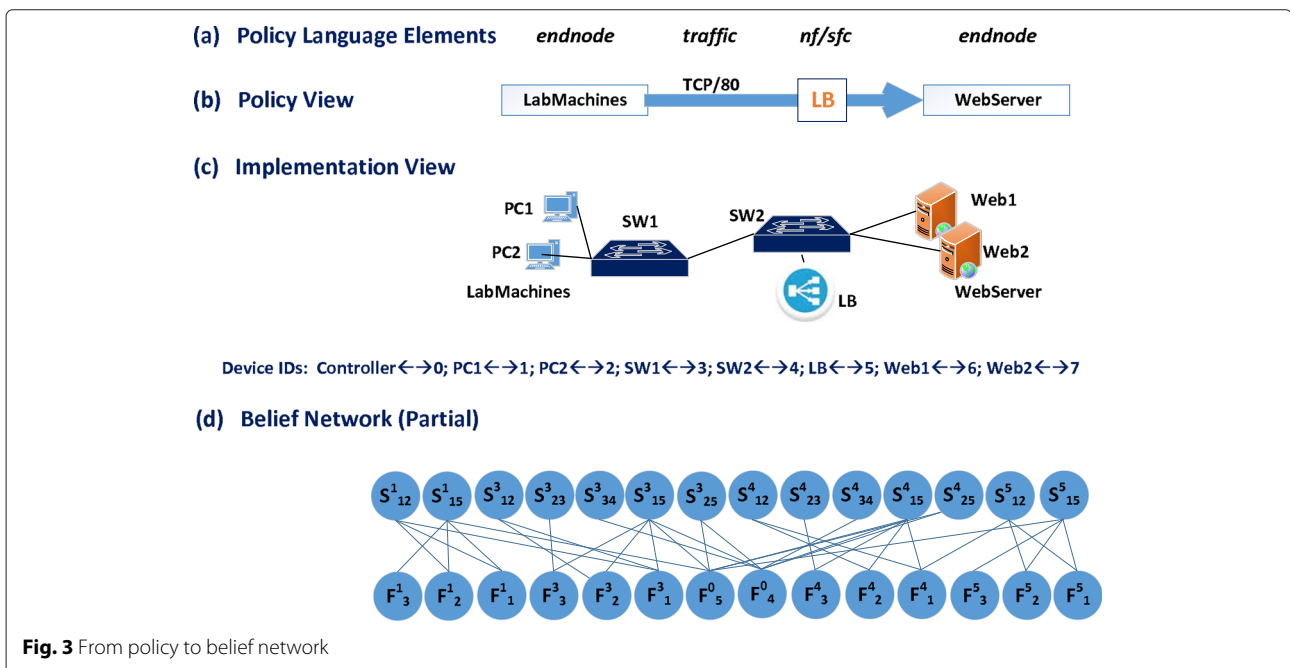 (a) Policy Language Elements endnode traffic nf/sfc endnode
(b) Policy View LabMachines TCP/80 LB WebServer
(c) Implementation View
PC1 SW1 SW2 Web1
PC2 Web2
LabMachines LB WebServer
Device IDs: Controller←→0; PC1←→1; PC2←→2; SW1←→3; SW2←→4; LB←→5; Web1←→6; Web2←→7
(d) Belief Network (Partial)
S¹₁₂ S¹₁₅ S³₁₂ S³₂₃ S³₃₄ S³₁₅ S³₂₅ S⁴₁₂ S⁴₂₃ S⁴₃₄ S⁴₁₅ S⁴₂₅ S⁵₁₂ S⁵₁₅
F¹₃ F¹₂ F¹₁ F³₃ F³₂ F³₁ F⁰₅ F⁰₄ F⁴₃ F⁴₂ F⁴₁ F⁵₃ F⁵₂ F⁵₁
Fig. 3 From policy to belief network